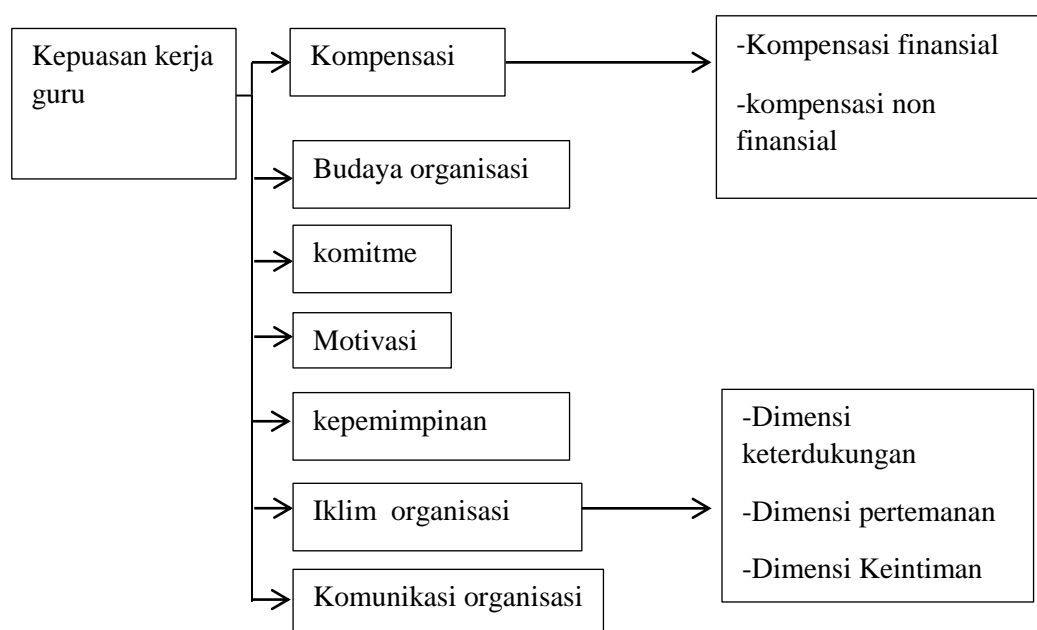 Kepuasan kerja
guru
Kompensasi
-Kompensasi finansial
-kompensasi non
finansial
Budaya organisasi
komitme
Motivasi
kepemimpinan
Iklim organisasi
-Dimensi
keterdukungan
-Dimensi pertemanan
-Dimensi Keintiman
Komunikasi organisasi